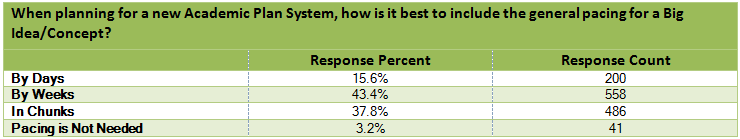 When planning for a new Academic Plan System, how is it best to include the general pacing for a Big
Idea/Concept?
Response Percent Response Count
By Days 15.6% 200
By Weeks 43.4% 558
In Chunks 37.8% 486
Pacing is Not Needed 3.2% 41